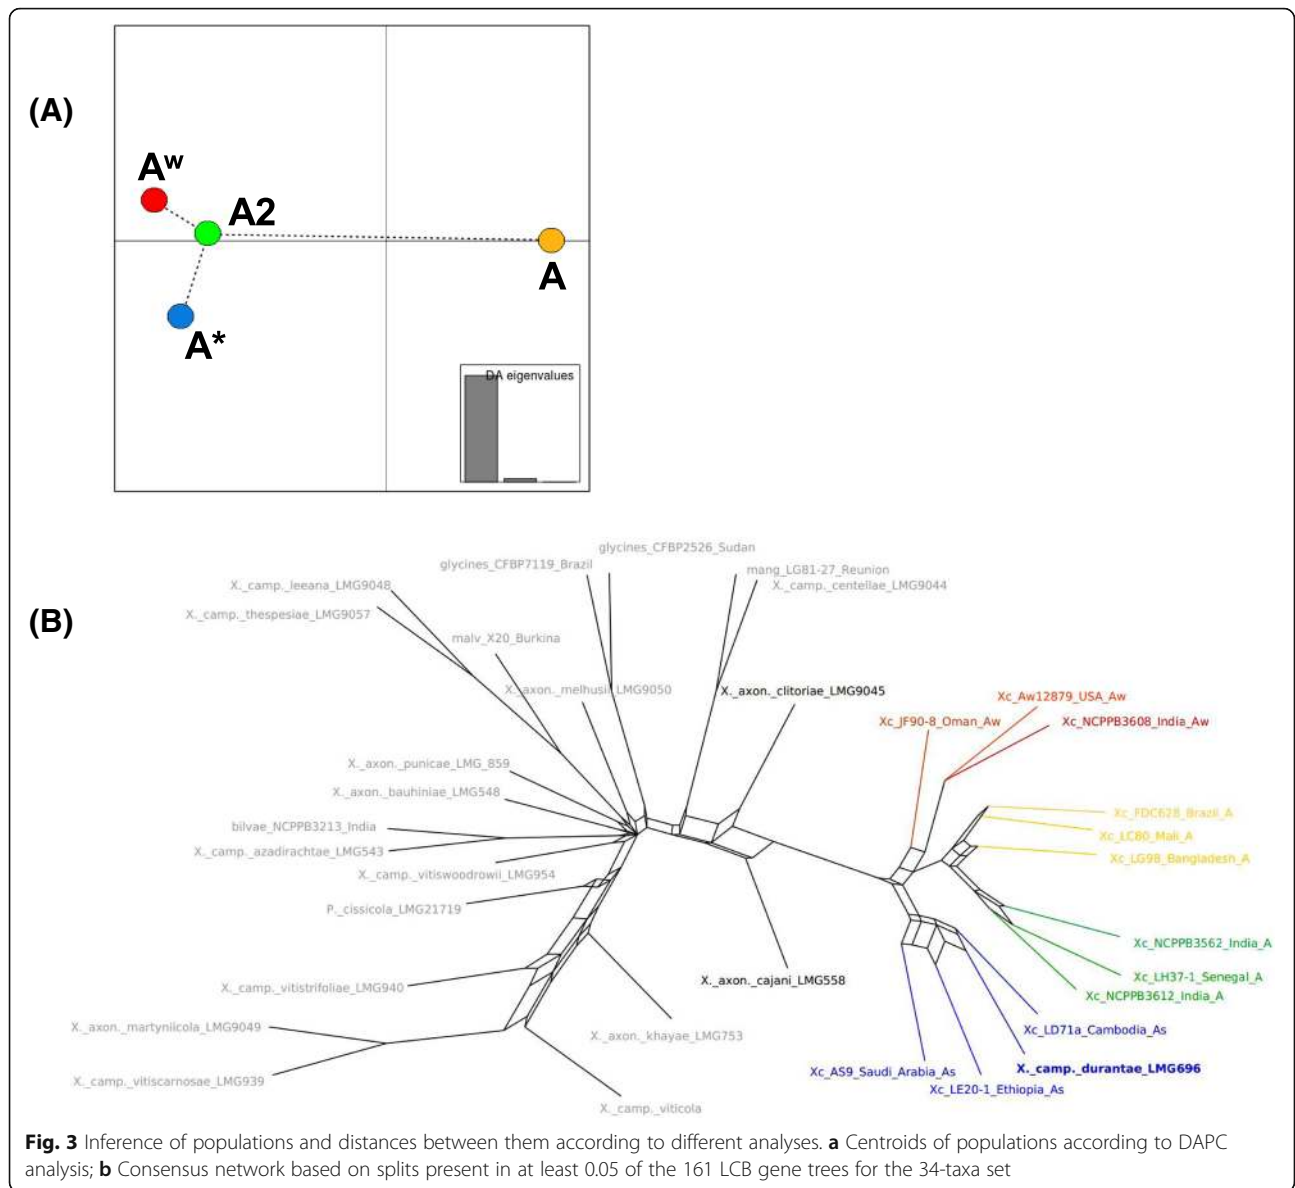 (A)
Aʷ
A2
A
A*
DA eigenvalues
(B)
glycines_CFBP2526_Sudan
glycines_CFBP7119_Brazil
mang_LG81-27_Reunion
X._camp._leeana_LMG9048
X._camp._centellae_LMG9044
X._camp._thespesiae_LMG9057
malv_X20_Burkina
X._axon._melhusii_LMG9050
X._axon._clitoriae_LMG9045
Xc_Aw12879_USA_Aw
Xc_JF90-8_Oman_Aw
Xc_NCPPB3608_India_Aw
X._axon._punicae_LMG_859
X._axon._bauhiniae_LMG548
Xc_FDC628_Brazil_A
bilvae_NCPPB3213_India
Xc_LC80_Mali_A
X._camp._azadirachtae_LMG543
Xc_LG98_Bangladesh_A
X._camp._vitiswoodrowii_LMG954
P._cissicola_LMG21719
Xc_NCPPB3562_India_A
X._axon._cajani_LMG558
Xc_LH37-1_Senegal_A
X._camp._vitistrifoliae_LMG940
Xc_NCPPB3612_India_A
X._axon._martyniicola_LMG9049
X._axon._khayae_LMG753
Xc_LD71a_Cambodia_As
Xc_AS9_Saudi_Arabia_As
X._camp._durantae_LMG696
X._camp._vitiscarnosae_LMG939
Xc_LE20-1_Ethiopia_As
X._camp._viticola
Fig. 3 Inference of populations and distances between them according to different analyses. a Centroids of populations according to DAPC
analysis; b Consensus network based on splits present in at least 0.05 of the 161 LCB gene trees for the 34-taxa set